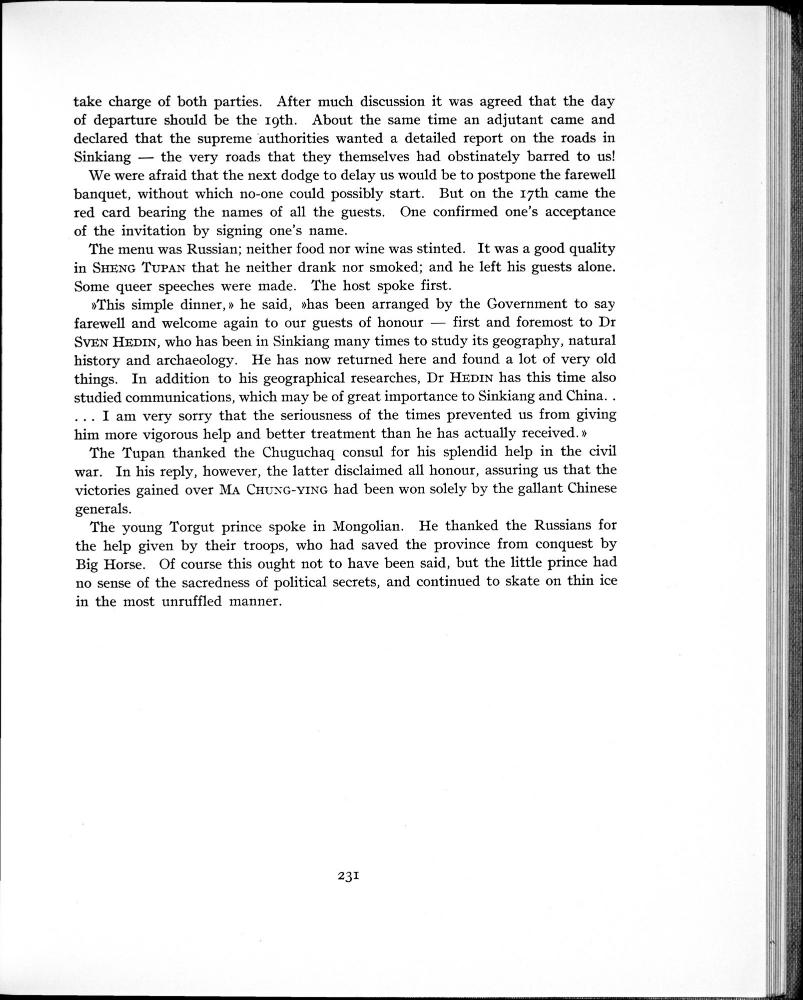 take charge of both parties. After much discussion it was agreed that the day
of departure should be the 19th. About the same time an adjutant came and
declared that the supreme authorities wanted a detailed report on the roads in
Sinkiang — the very roads that they themselves had obstinately barred to us!
We were afraid that the next dodge to delay us would be to postpone the farewell
banquet, without which no-one could possibly start. But on the 17th came the
red card bearing the names of all the guests. One confirmed one's acceptance
of the invitation by signing one's name.
The menu was Russian; neither food nor wine was stinted. It was a good quality
in SHENG TUPAN that he neither drank nor smoked; and he left his guests alone.
Some queer speeches were made. The host spoke first.
»This simple dinner,» he said, »has been arranged by the Government to say
farewell and welcome again to our guests of honour — first and foremost to Dr
SVEN HEDIN, who has been in Sinkiang many times to study its geography, natural
history and archaeology. He has now returned here and found a lot of very old
things. In addition to his geographical researches, Dr HEDIN has this time also
studied communications, which may be of great importance to Sinkiang and China. .
. . . I am very sorry that the seriousness of the times prevented us from giving
him more vigorous help and better treatment than he has actually received.»
The Tupan thanked the Chuguchaq consul for his splendid help in the civil
war. In his reply, however, the latter disclaimed all honour, assuring us that the
victories gained over MA CHUNG-YING had been won solely by the gallant Chinese
generals.
The young Torgut prince spoke in Mongolian. He thanked the Russians for
the help given by their troops, who had saved the province from conquest by
Big Horse. Of course this ought not to have been said, but the little prince had
no sense of the sacredness of political secrets, and continued to skate on thin ice
in the most unruffled manner.
231